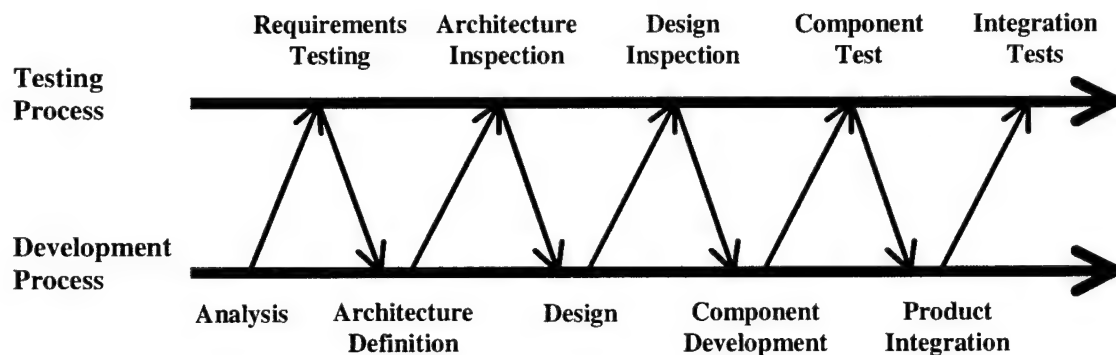 Requirements
Testing
Architecture
Inspection
Design
Inspection
Component
Test
Integration
Tests
Testing
Process
Development
Process
Analysis
Architecture
Definition
Design
Component
Development
Product
Integration